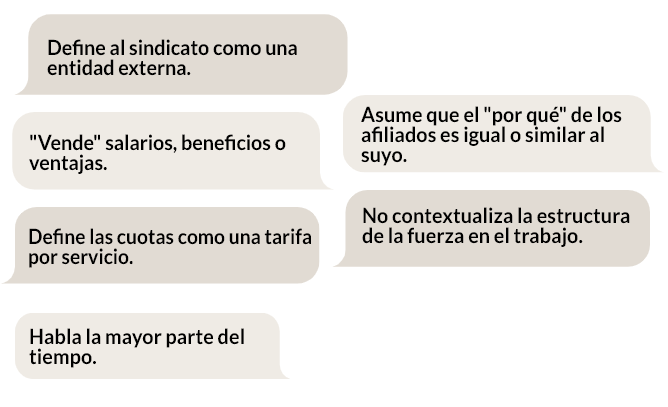 Define al sindicato como una
entidad externa.
"Vende" salarios, beneficios o
ventajas.
Define las cuotas como una tarifa
por servicio.
Habla la mayor parte del
tiempo.
Asume que el "por qué" de los
afiliados es igual o similar al
suyo.
No contextualiza la estructura
de la fuerza en el trabajo.